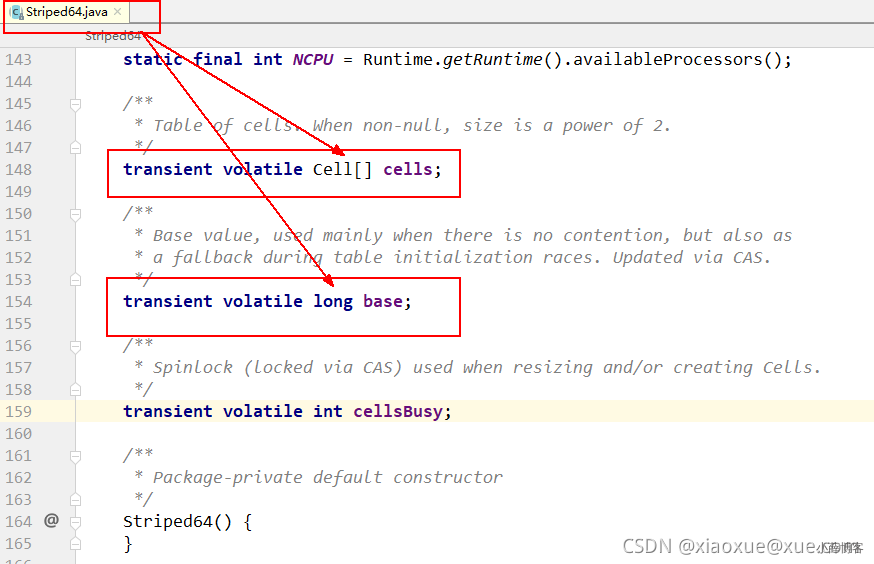 Striped64.java
Striped64
143 static final int NCPU = Runtime.getRuntime().availableProcessors();
144
145 /**
146 * Table of cells. When non-null, size is a power of 2.
147 */
148 transient volatile Cell[] cells;
149
150 /**
151 * Base value, used mainly when there is no contention, but also as
152 * a fallback during table initialization races. Updated via CAS.
153 */
154 transient volatile long base;
155
156 /**
157 * Spinlock (locked via CAS) used when resizing and/or creating Cells.
158 */
159 transient volatile int cellsBusy;
160
161 /**
162 * Package-private default constructor
163 */
164 @ Striped64() {
165 }
CSDN @xiaoxue@xue